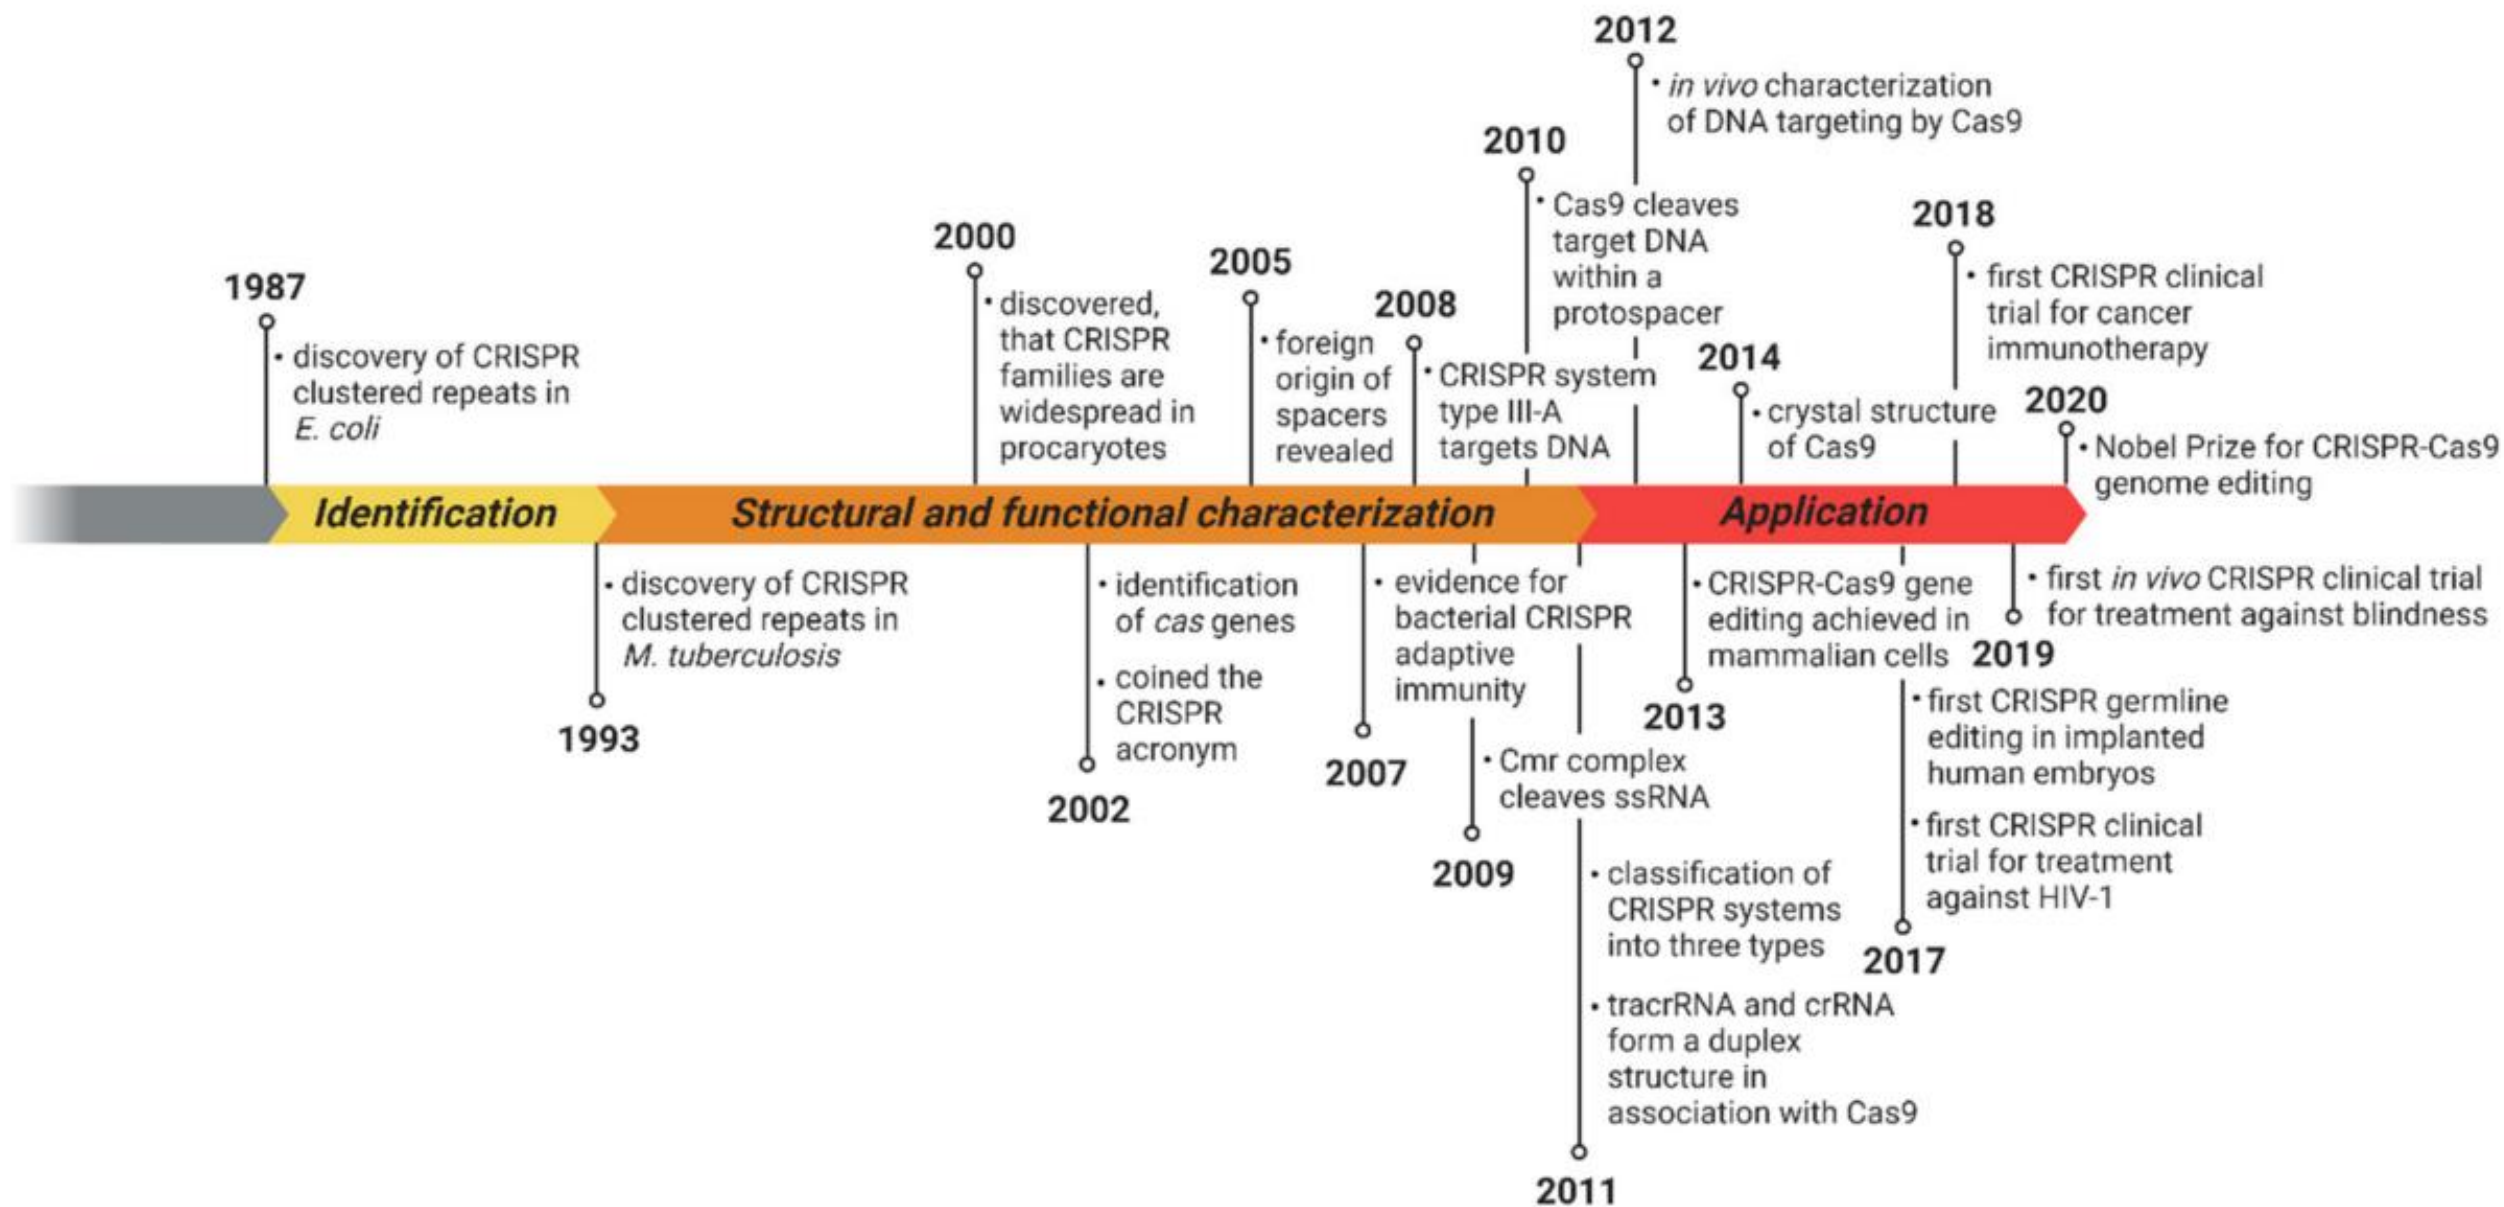 1987
• discovery of CRISPR
clustered repeats in
E. coli
Identification
• discovery of CRISPR
clustered repeats in
M. tuberculosis
1993
Structural and functional characterization
2000
• discovered,
that CRISPR
families are
widespread in
procaryotes
• identification
of cas genes
• coined the
CRISPR
acronym
2002
2005
• foreign
origin of
spacers
revealed
• evidence for
bacterial CRISPR
adaptive
immunity
2007
2008
• CRISPR system
type III-A
targets DNA
• Cmr complex
cleaves ssRNA
2009
2010
• Cas9 cleaves
target DNA
within a
protospacer
• classification of
CRISPR systems
into three types
• tracrRNA and crRNA
form a duplex
structure in
association with Cas9
2011
Application
2012
• in vivo characterization
of DNA targeting by Cas9
• CRISPR-Cas9 gene
editing achieved in
mammalian cells
2013
2014
• crystal structure
of Cas9
• first CRISPR germline
editing in implanted
human embryos
• first CRISPR clinical
trial for treatment
against HIV-1
2017
2018
• first CRISPR clinical
trial for cancer
immunotherapy
• first in vivo CRISPR clinical trial
for treatment against blindness
2019
2020
• Nobel Prize for CRISPR-Cas9
genome editing